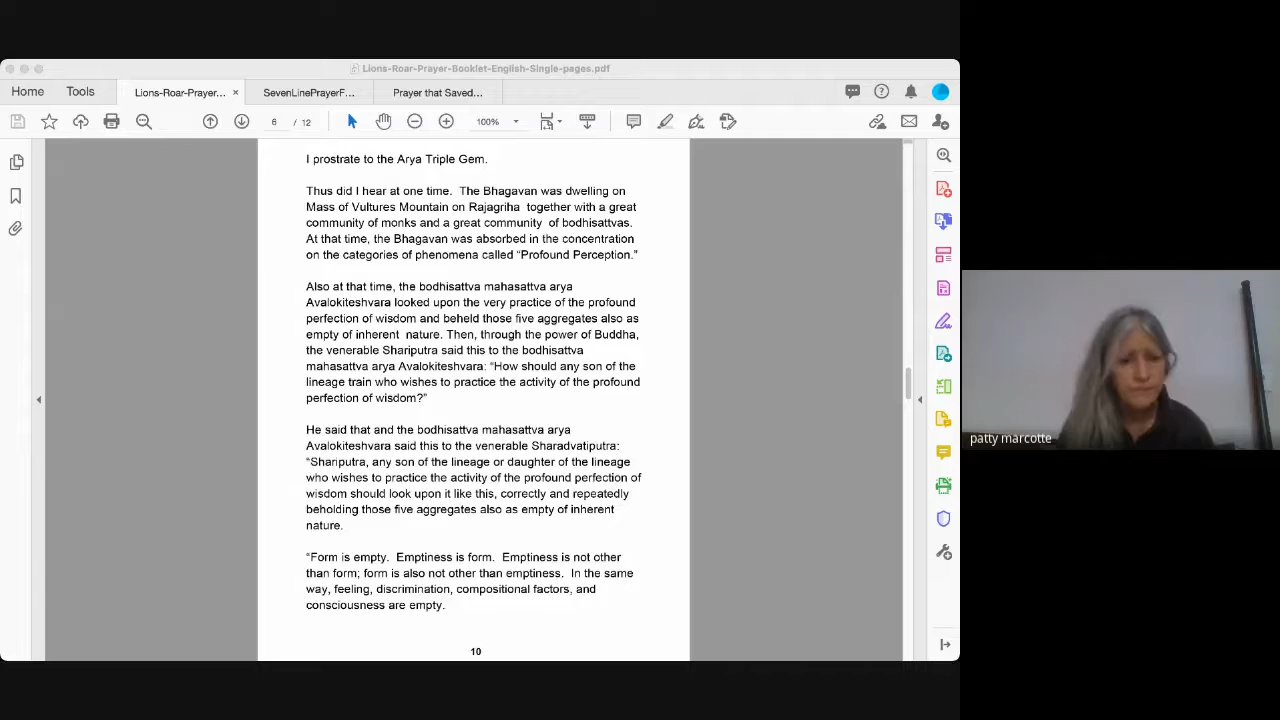 Lions-Roar-Prayer-Booklet-English-Single-pages.pdf
Home Tools Lions-Roar-Prayer... × SevenLinePrayerF... Prayer that Saved... ?
6 / 12 100%
I prostrate to the Arya Triple Gem.
Thus did I hear at one time. The Bhagavan was dwelling on
Mass of Vultures Mountain on Rajagriha together with a great
community of monks and a great community of bodhisattvas.
At that time, the Bhagavan was absorbed in the concentration
on the categories of phenomena called “Profound Perception.”
Also at that time, the bodhisattva mahasattva arya
Avalokiteshvara looked upon the very practice of the profound
perfection of wisdom and beheld those five aggregates also as
empty of inherent nature. Then, through the power of Buddha,
the venerable Shariputra said this to the bodhisattva
mahasattva arya Avalokiteshvara: “How should any son of the
lineage train who wishes to practice the activity of the profound
perfection of wisdom?”
He said that and the bodhisattva mahasattva arya
Avalokiteshvara said this to the venerable Sharadvatiputra:
“Shariputra, any son of the lineage or daughter of the lineage
who wishes to practice the activity of the profound perfection of
wisdom should look upon it like this, correctly and repeatedly
beholding those five aggregates also as empty of inherent
nature.
“Form is empty. Emptiness is form. Emptiness is not other
than form; form is also not other than emptiness. In the same
way, feeling, discrimination, compositional factors, and
consciousness are empty.
10
patty marcotte